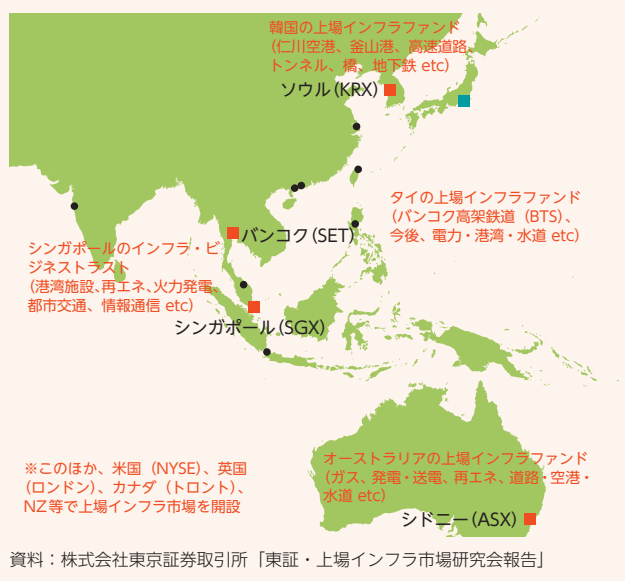 韓国の上場インフラファンド
（仁川空港、釜山港、高速道路、
トンネル、橋、地下鉄 etc）
ソウル（KRX）
タイの上場インフラファンド
（バンコク高架鉄道（BTS）、
今後、電力・港湾・水道 etc）
バンコク（SET）
シンガポールのインフラ・ビ
ジネストラスト
（港湾施設、再エネ、火力発電、
都市交通、情報通信 etc）
シンガポール（SGX）
オーストラリアの上場インフラファンド
（ガス、発電・送電、再エネ、道路・空港・
水道 etc）
シドニー（ASX）
※このほか、米国（NYSE）、英国
（ロンドン）、カナダ（トロント）、
NZ等で上場インフラ市場を開設
資料：株式会社東京証券取引所「東証・上場インフラ市場研究会報告」